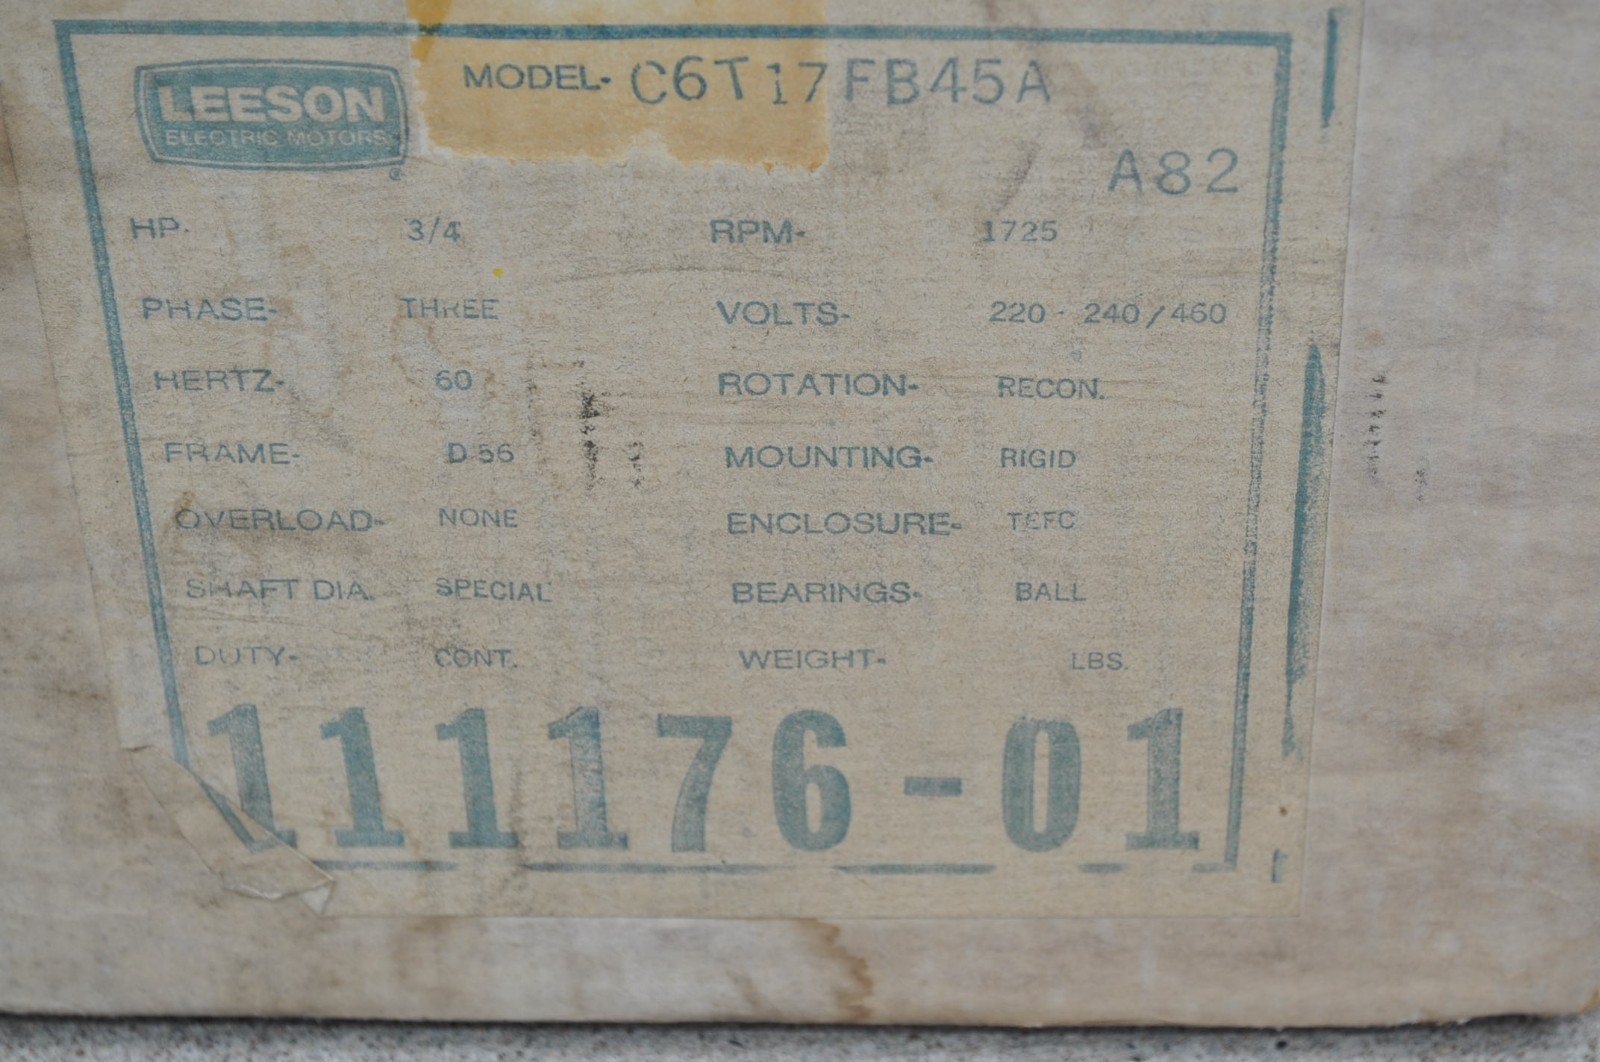 LEESON
ELECTRIC MOTORS
®
MODEL- C6T17FB45A
A82
HP- 3/4 RPM- 1725
PHASE- THREE VOLTS- 220 - 240/460
HERTZ- 60 ROTATION- RECON.
FRAME- D56 MOUNTING- RIGID
OVERLOAD- NONE ENCLOSURE- TEFC
SHAFT DIA. SPECIAL BEARINGS- BALL
DUTY- CONT. WEIGHT- LBS.
111176-01